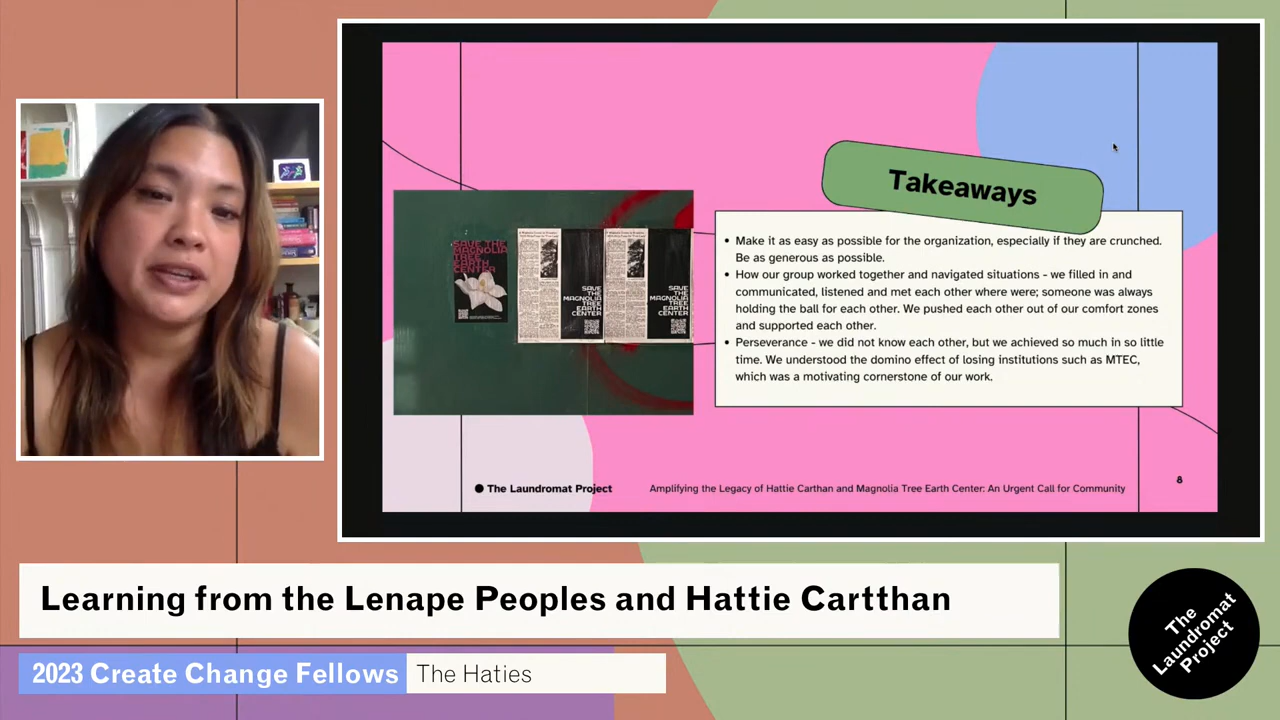 Takeaways
• Make it as easy as possible for the organization, especially if they are crunched.
Be as generous as possible.
• How our group worked together and navigated situations - we filled in and
communicated, listened and met each other where were; someone was always
holding the ball for each other. We pushed each other out of our comfort zones
and supported each other.
• Perseverance - we did not know each other, but we achieved so much in so little
time. We understood the domino effect of losing institutions such as MTEC,
which was a motivating cornerstone of our work.
SAVE THE
MAGNOLIA
TREE
EARTH
CENTER
SAVE
THE
MAGNOLIA
TREE
EARTH
CENTER
SAVE
THE
MAGNOLIA
TREE
EARTH
CENTER
The Laundromat Project
Amplifying the Legacy of Hattie Carthan and Magnolia Tree Earth Center: An Urgent Call for Community
8
Learning from the Lenape Peoples and Hattie Cartthan
2023 Create Change Fellows
The Haties
The
Laundromat
Project